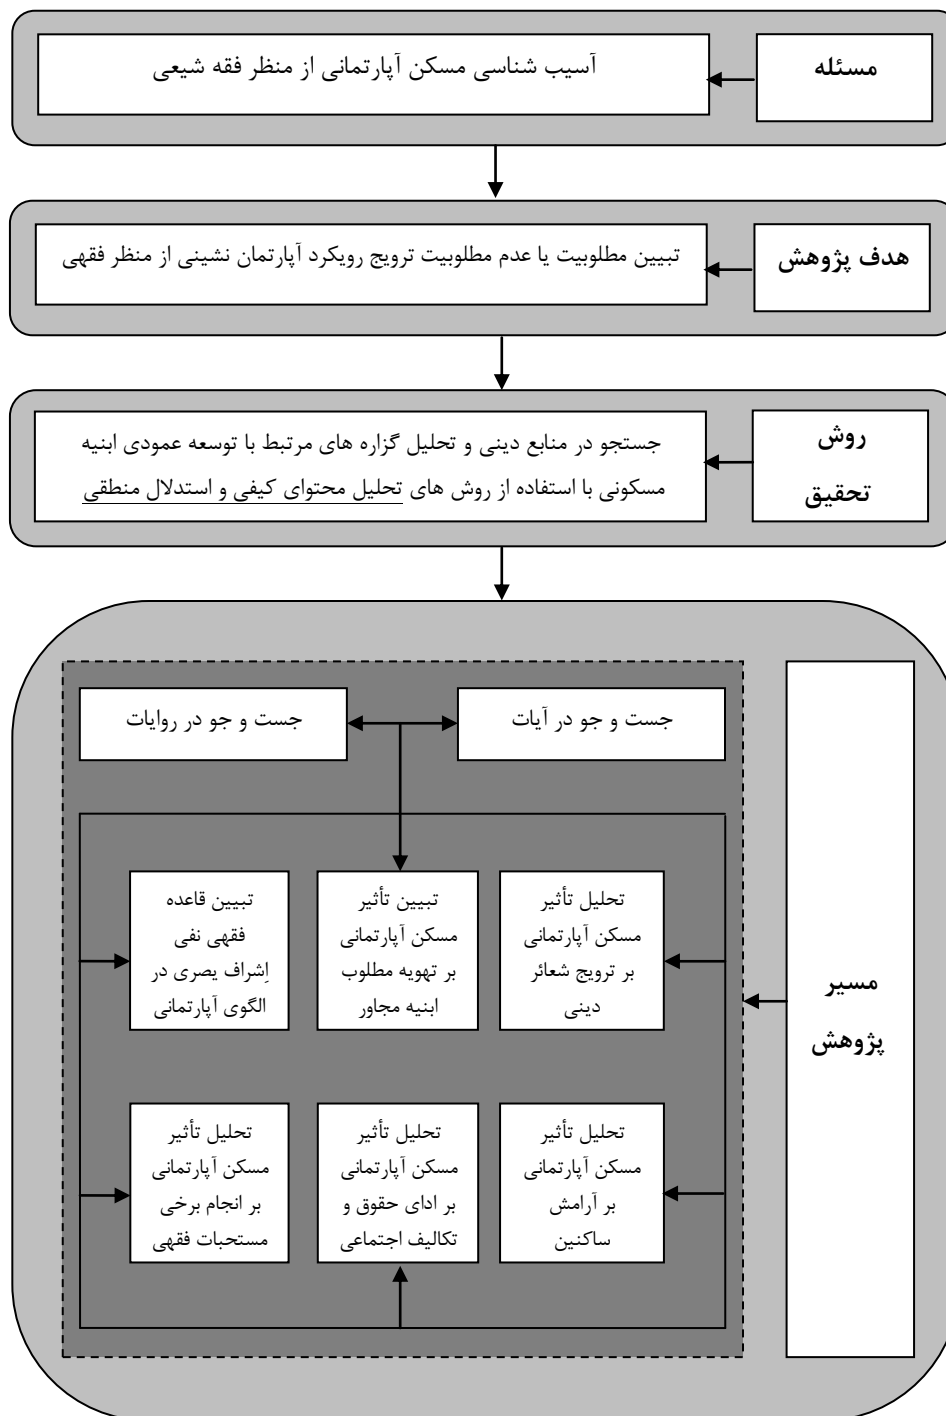 مسئله
آسیب شناسی مسکن آپارتمانی از منظر فقه شیعی
هدف پژوهش
تبیین مطلوبیت یا عدم مطلوبیت ترویج رویکرد آپارتمان نشینی از منظر فقهی
روش
تحقیق
جستجو در منابع دینی و تحلیل گزاره های مرتبط با توسعه عمودی ابنیه
مسکونی با استفاده از روش های تحلیل محتوای کیفی و استدلال منطقی
مسیر
پژوهش
جست و جو در آیات
جست و جو در روایات
تحلیل تأثیر
مسکن آپارتمانی
بر ترویج شعائر
دینی
تبیین تأثیر
مسکن آپارتمانی
بر تهویه مطلوب
ابنیه مجاور
تبیین قاعده
فقهی نفی
اِشراف یصری در
الگوی آپارتمانی
تحلیل تأثیر
مسکن آپارتمانی
بر آرامش
ساکنین
تحلیل تأثیر
مسکن آپارتمانی
بر ادای حقوق و
تکالیف اجتماعی
تحلیل تأثیر
مسکن آپارتمانی
بر انجام برخی
مستحبات فقهی